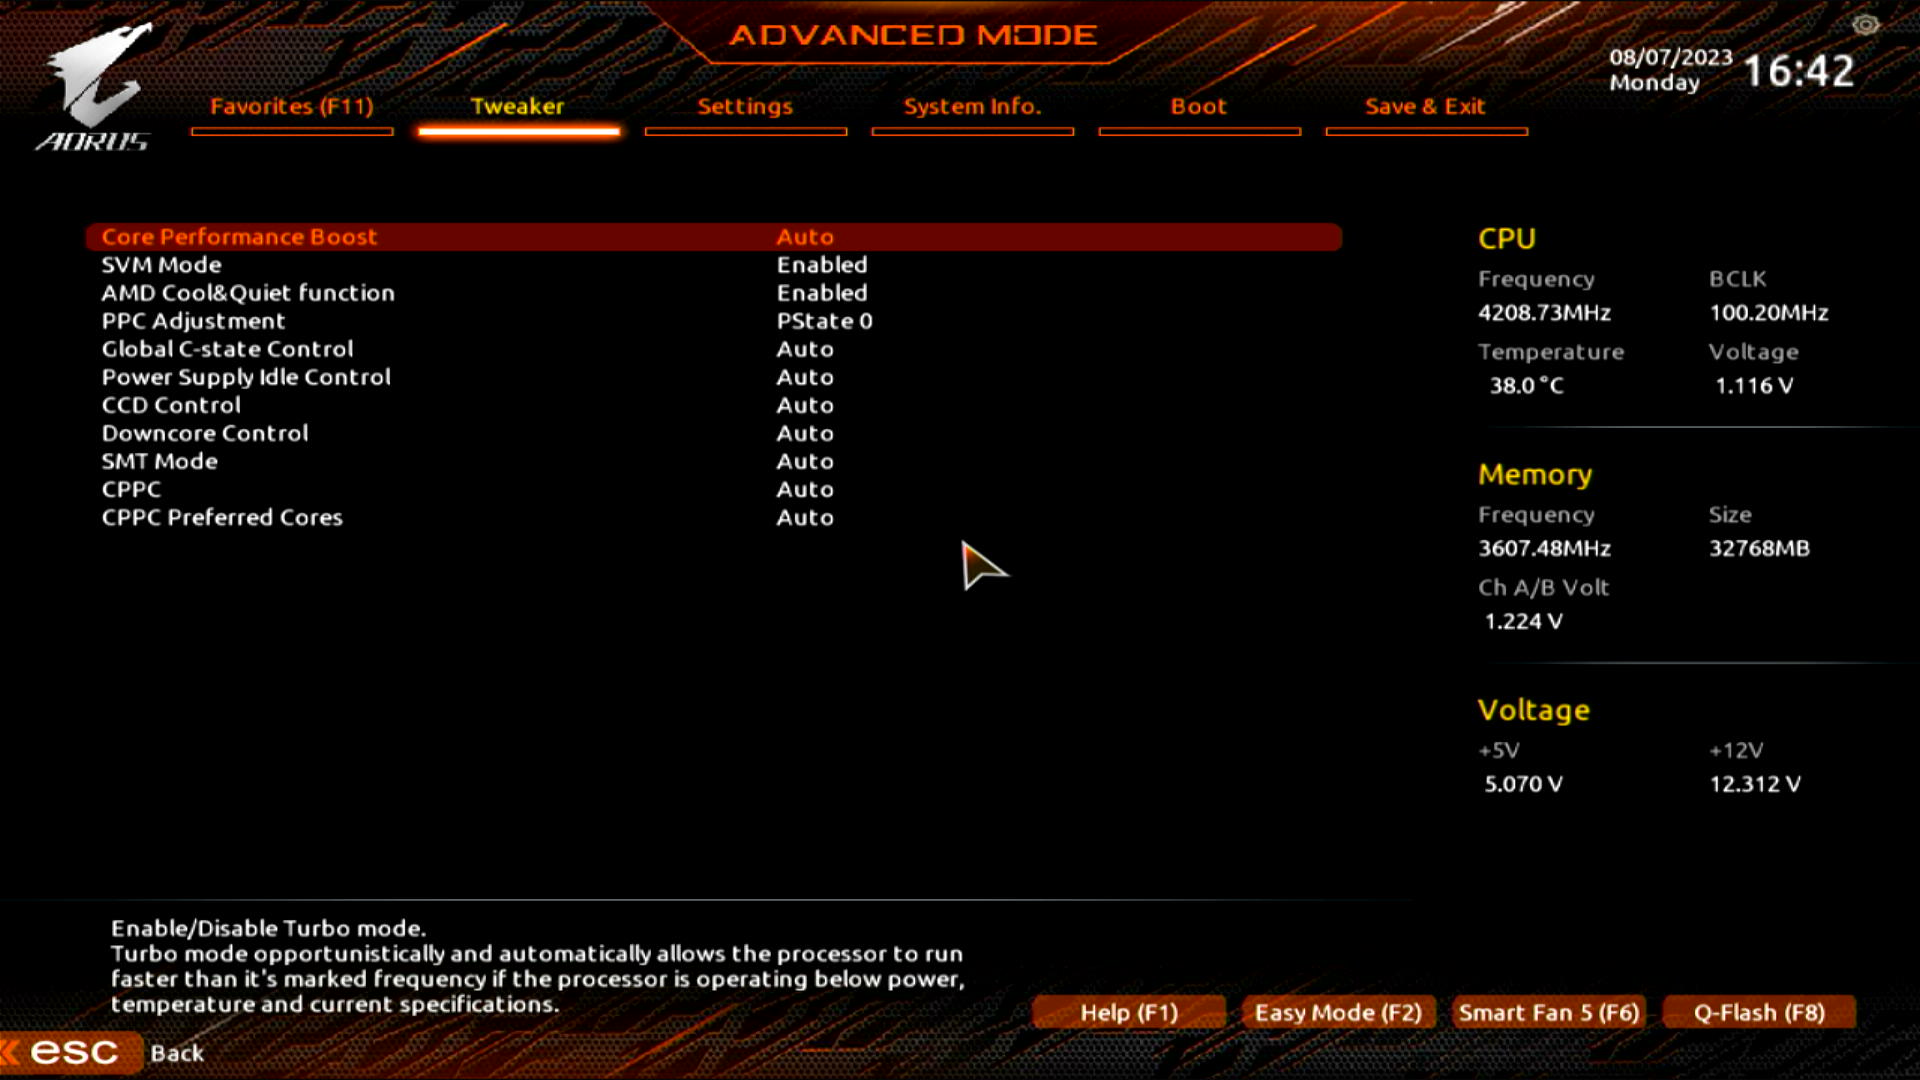 ADVANCED MODE
08/07/2023
Monday
16:42
AORUS
Favorites (F11)
Tweaker
Settings
System Info.
Boot
Save & Exit
Core Performance Boost Auto
SVM Mode Enabled
AMD Cool&Quiet function Enabled
PPC Adjustment PState 0
Global C-state Control Auto
Power Supply Idle Control Auto
CCD Control Auto
Downcore Control Auto
SMT Mode Auto
CPPC Auto
CPPC Preferred Cores Auto
CPU
Frequency BCLK
4208.73MHz 100.20MHz
Temperature Voltage
38.0 °C 1.116 V
Memory
Frequency Size
3607.48MHz 32768MB
Ch A/B Volt
1.224 V
Voltage
+5V +12V
5.070 V 12.312 V
Enable/Disable Turbo mode.
Turbo mode opportunistically and automatically allows the processor to run
faster than it's marked frequency if the processor is operating below power,
temperature and current specifications.
Help (F1)
Easy Mode (F2)
Smart Fan 5 (F6)
Q-Flash (F8)
esc Back